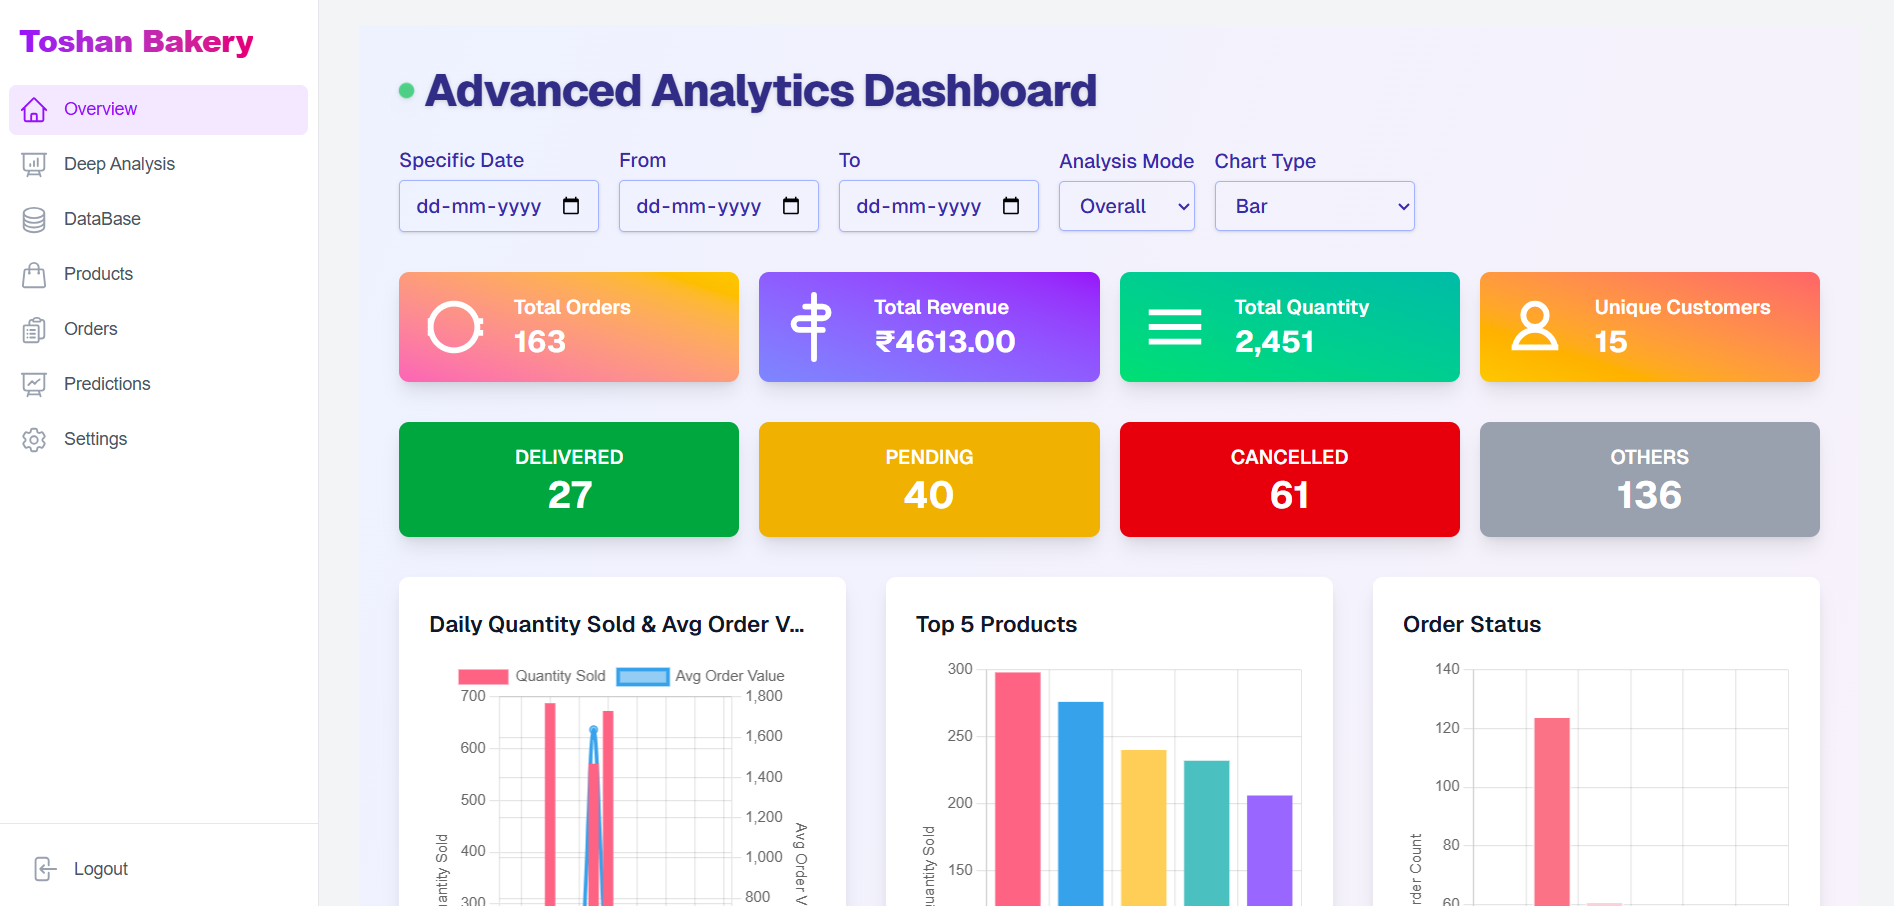 Toshan Bakery
Overview
Deep Analysis
DataBase
Products
Orders
Predictions
Settings
Logout
Advanced Analytics Dashboard
Specific Date
From
To
Analysis Mode
Chart Type
dd-mm-yyyy
dd-mm-yyyy
dd-mm-yyyy
Overall
Bar
Total Orders
163
Total Revenue
₹4613.00
Total Quantity
2,451
Unique Customers
15
DELIVERED
27
PENDING
40
CANCELLED
61
OTHERS
136
Daily Quantity Sold & Avg Order V...
Quantity Sold
Avg Order Value
700
600
500
400
300
1,800
1,600
1,400
1,200
1,000
800
uantity Sold
Avg Order V
Top 5 Products
300
250
200
150
Quantity Sold
Order Status
140
120
100
80
60
rder Count